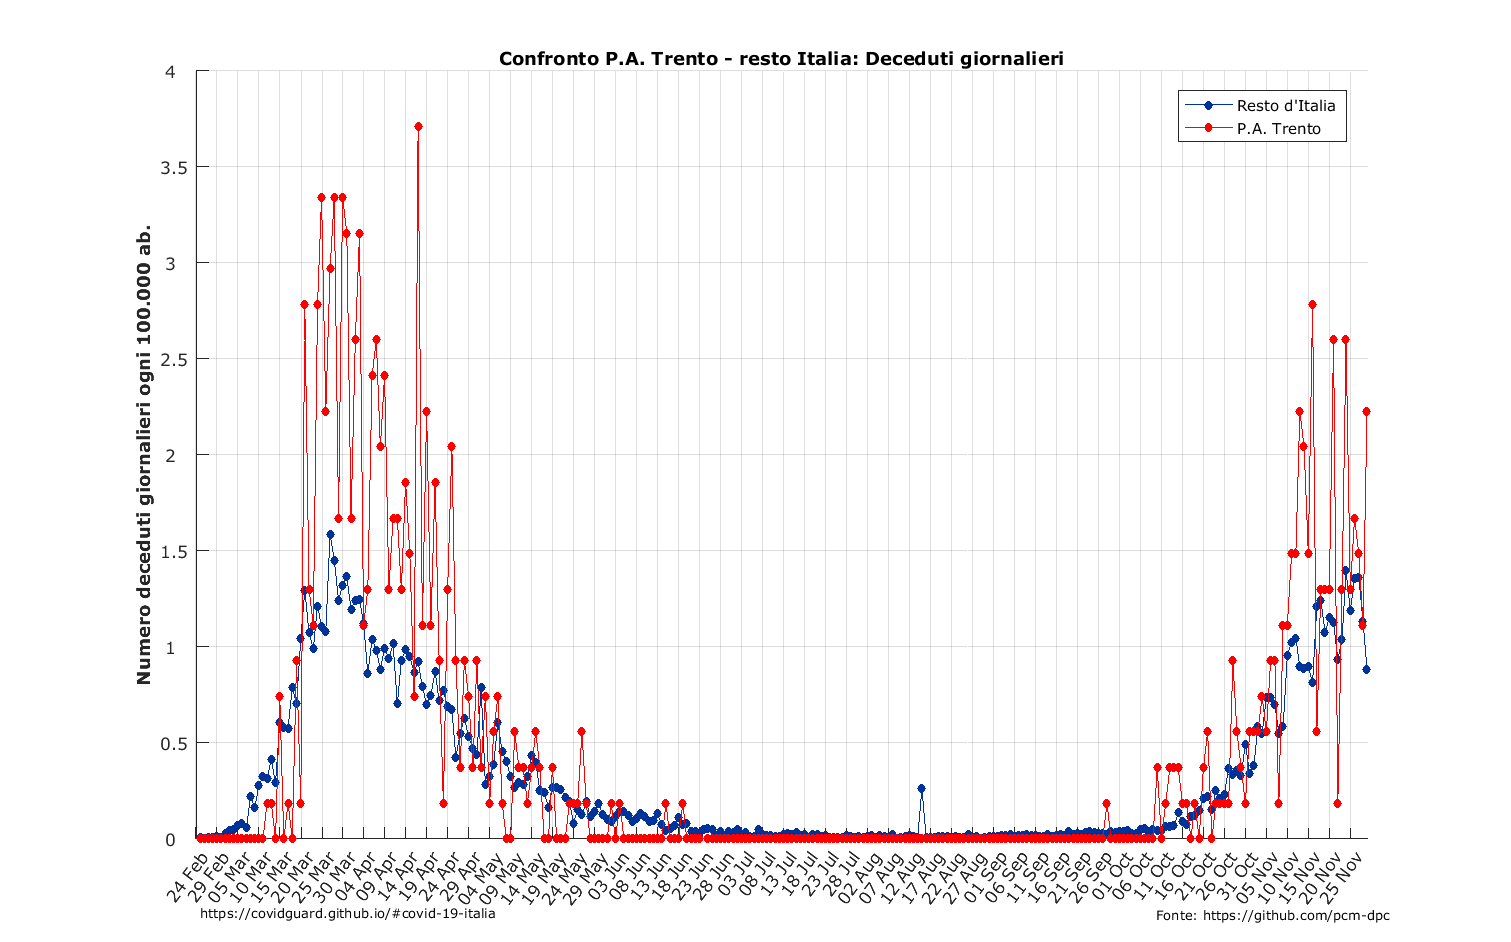 Confronto P.A. Trento - resto Italia: Deceduti giornalieri
Numero deceduti giornalieri ogni 100.000 ab.
4
3.5
3
2.5
2
1.5
1
0.5
0
Resto d'Italia
P.A. Trento
24 Feb
29 Feb
05 Mar
10 Mar
15 Mar
20 Mar
25 Mar
30 Mar
04 Apr
09 Apr
14 Apr
19 Apr
24 Apr
29 Apr
04 May
09 May
14 May
19 May
24 May
29 May
03 Jun
08 Jun
13 Jun
18 Jun
23 Jun
28 Jun
03 Jul
08 Jul
13 Jul
18 Jul
23 Jul
28 Jul
02 Aug
07 Aug
12 Aug
17 Aug
22 Aug
27 Aug
01 Sep
06 Sep
11 Sep
16 Sep
21 Sep
26 Sep
01 Oct
06 Oct
11 Oct
16 Oct
21 Oct
26 Oct
31 Oct
05 Nov
10 Nov
15 Nov
20 Nov
25 Nov
https://covidguard.github.io/#covid-19-italia
Fonte: https://github.com/pcm-dpc